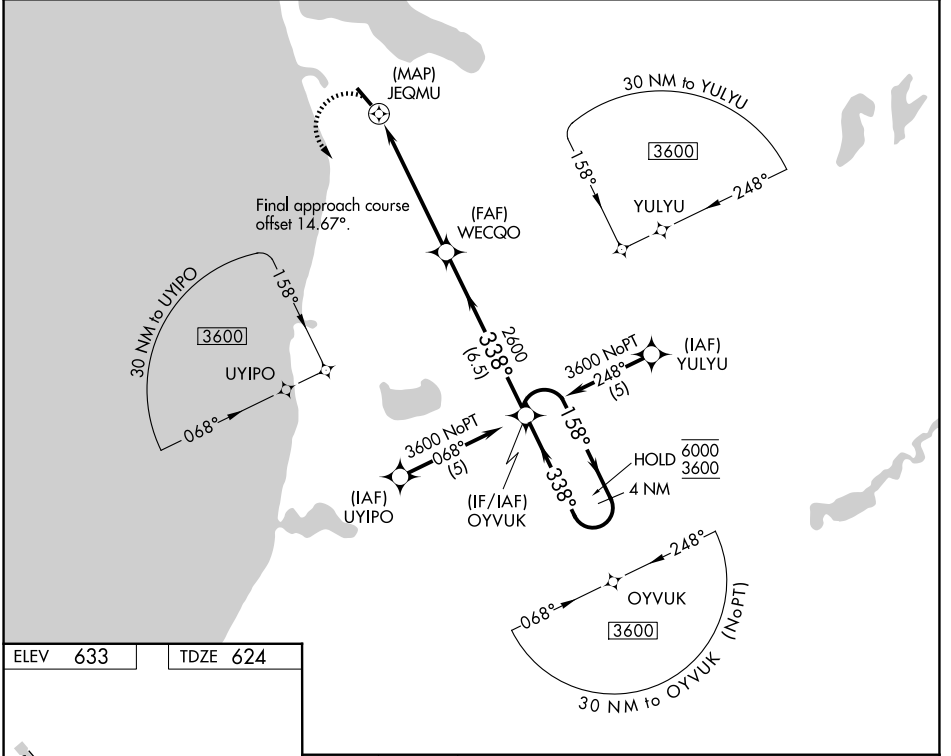 (MAP)
JEQMU
30 NM to YULYU
3600
158°
248°
YULYU
Final approach course
offset 14.67°.
(FAF)
WECQO
30 NM to UYIPO
158°
3600
UYIPO
068°
2600
338°
(6.5)
3600 NoPT
248°
(5)
(IAF)
YULYU
3600 NoPT
068°
(5)
158°
HOLD 6000
3600
4 NM
338°
(IAF)
UYIPO
(IF/IAF)
OYVUK
248°
068°
OYVUK
3600
30 NM to OYVUK (NoPT)
ELEV 633
TDZE 624